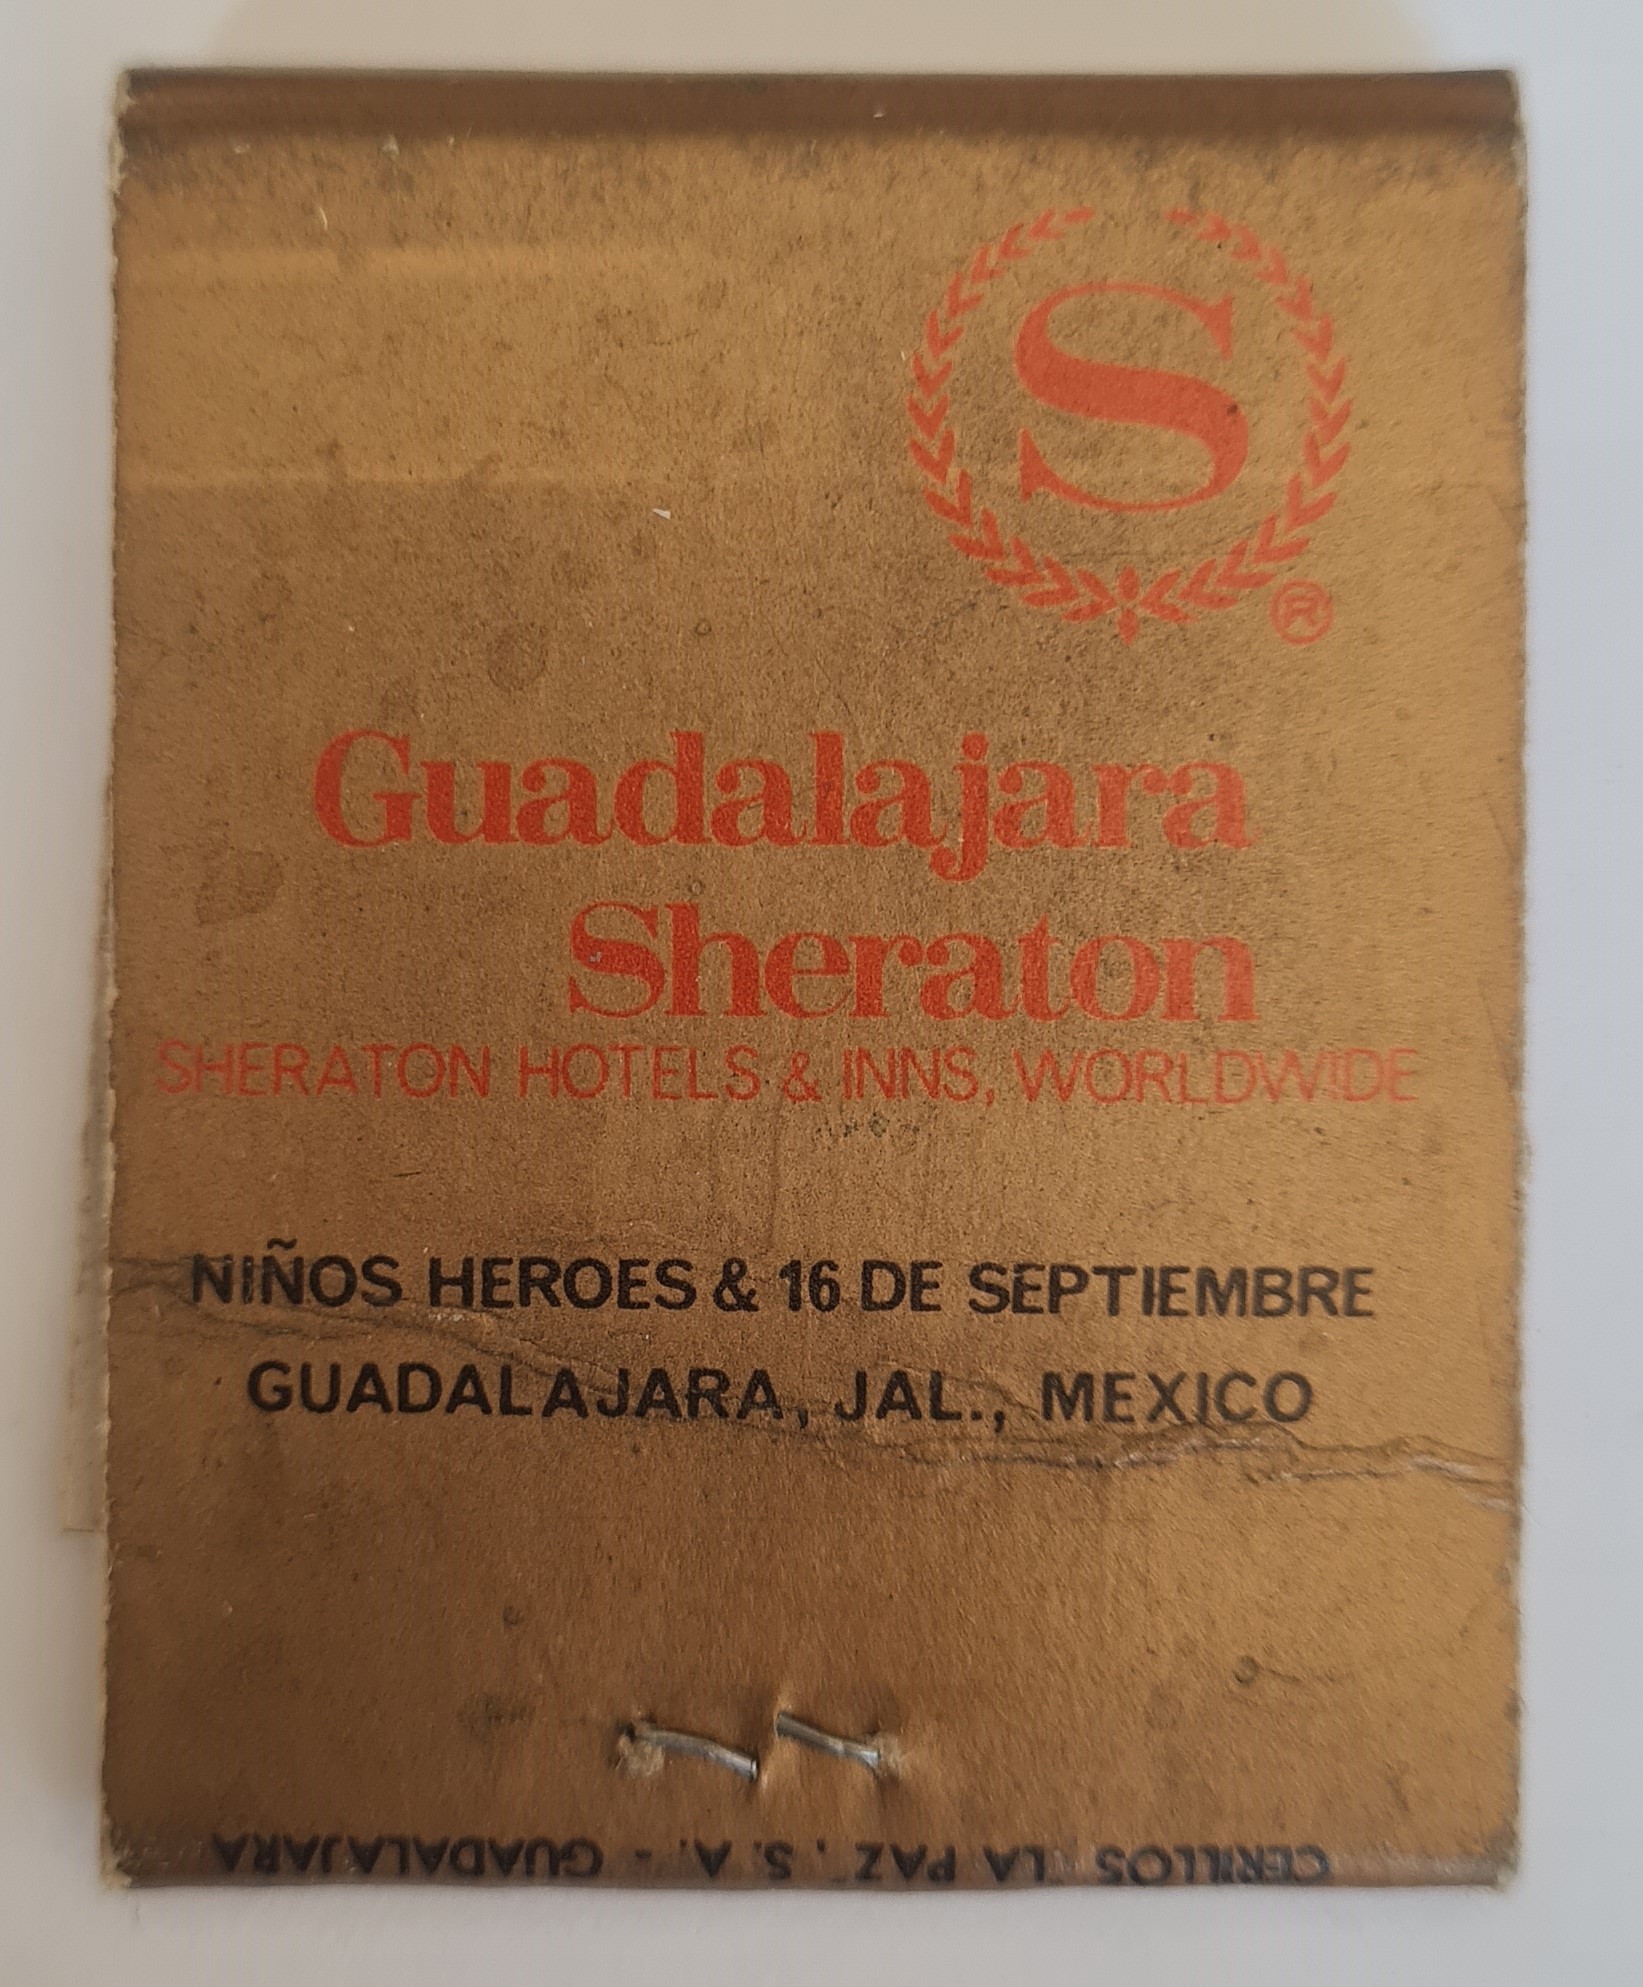 S
®
Guadalajara
Sheraton
SHERATON HOTELS & INNS, WORLDWIDE
NIÑOS HEROES & 16 DE SEPTIEMBRE
GUADALAJARA, JAL., MEXICO
CERILLOS "LA PAZ", S. A. - GUADALAJARA